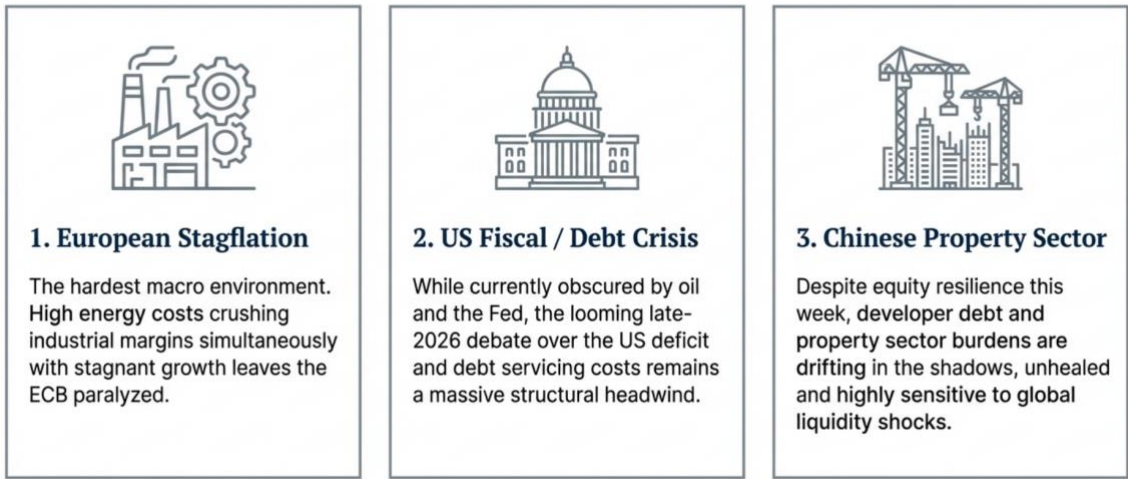 1. European Stagflation
The hardest macro environment.
High energy costs crushing
industrial margins simultaneously
with stagnant growth leaves the
ECB paralyzed.
2. US Fiscal / Debt Crisis
While currently obscured by oil
and the Fed, the looming late-
2026 debate over the US deficit
and debt servicing costs remains
a massive structural headwind.
3. Chinese Property Sector
Despite equity resilience this
week, developer debt and
property sector burdens are
drifting in the shadows, unhealed
and highly sensitive to global
liquidity shocks.